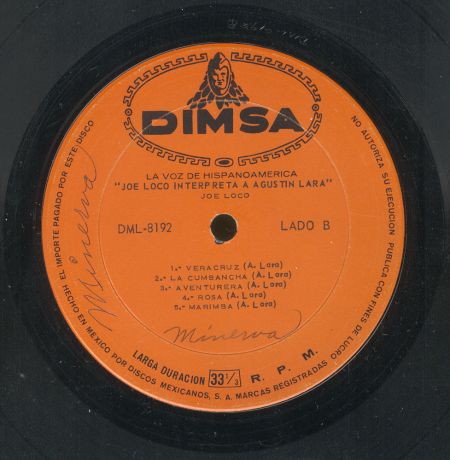 DIMSA
LA VOZ DE HISPANOAMERICA
"JOE LOCO INTERPRETA A AGUSTIN LARA"
JOE LOCO
DML-8192 LADO B
1.- VERACRUZ (A. Lara)
2.- LA CUMBANCHA (A. Lara)
3.- AVENTURERA (A. Lara)
4.- ROSA (A. Lara)
5.- MARIMBA (A. Lara)
Minerva
Minerva
LARGA DURACION 33 1/3 R. P. M.
HECHO EN MEXICO POR DISCOS MEXICANOS, S. A. MARCAS REGISTRADAS
EL IMPORTE PAGADO POR ESTE DISCO
NO AUTORIZA SU EJECUCION PUBLICA CON FINES DE LUCRO